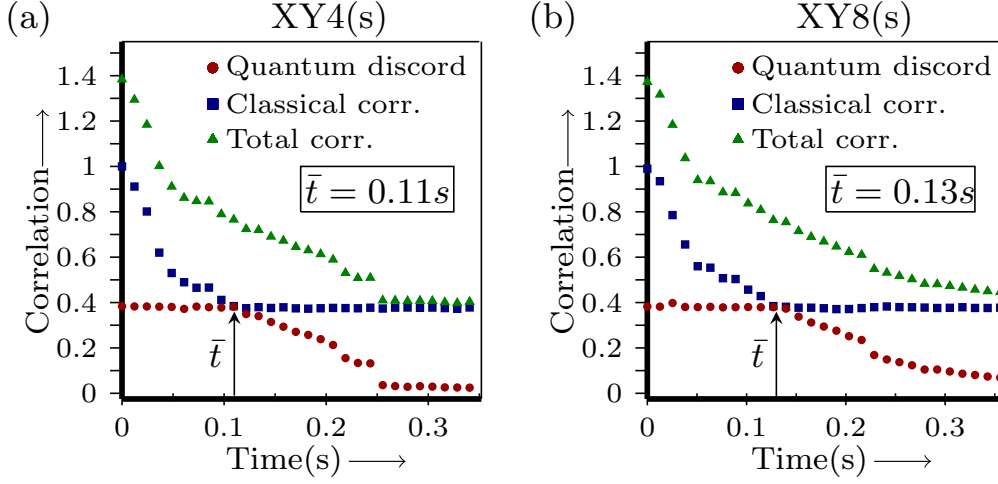 (a) XY4(s)
Correlation
1.4
1.2
1
0.8
0.6
0.4
0.2
0
Quantum discord
Classical corr.
Total corr.
t̄ = 0.11s
t̄
0 0.1 0.2 0.3
Time(s)
(b) XY8(s)
Correlation
1.4
1.2
1
0.8
0.6
0.4
0.2
0
Quantum discord
Classical corr.
Total corr.
t̄ = 0.13s
t̄
0 0.1 0.2 0.3
Time(s)